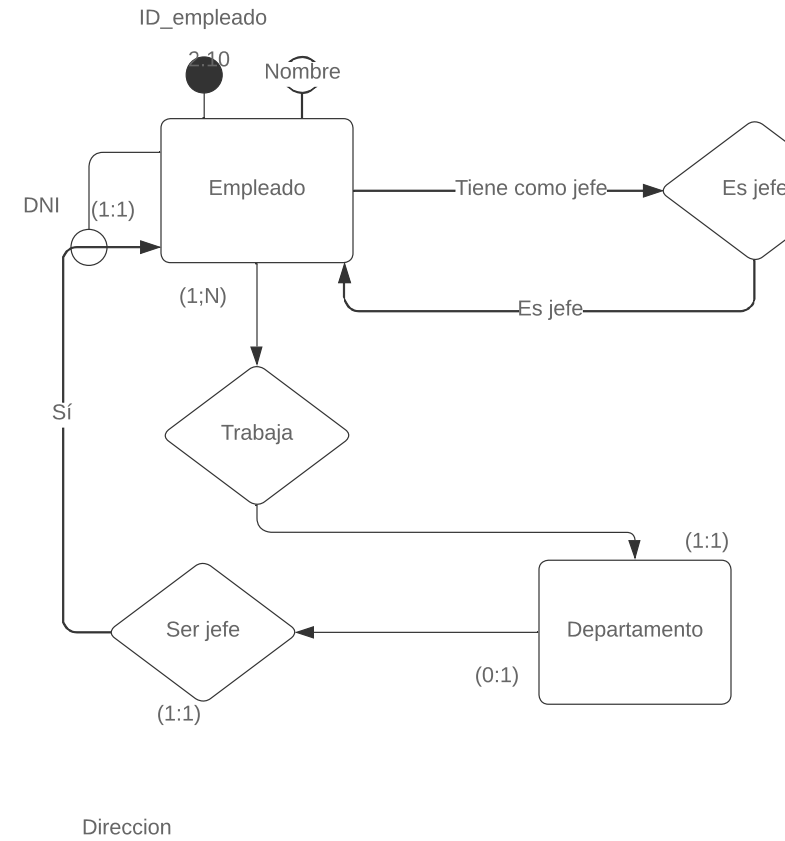 ID_empleado
2:10
Nombre
Empleado
Tiene como jefe
Es jefe
DNI
(1:1)
(1;N)
Es jefe
Sí
Trabaja
(1:1)
Ser jefe
Departamento
(0:1)
(1:1)
Direccion